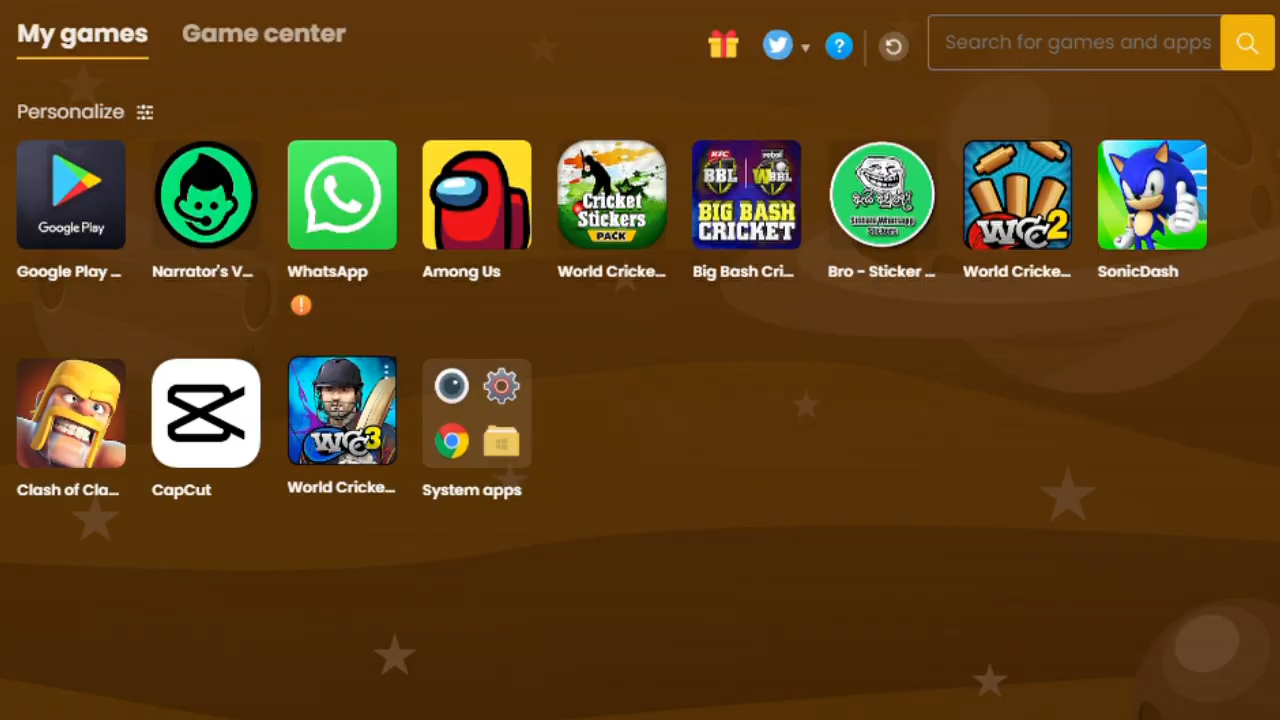 My games Game center
Search for games and apps
Personalize
Google Play
KFC
BBL
WBBL
Cricket
Stickers
PACK
BIG BASH
CRICKET
WCC2
Google Play ...
Narrator's V...
WhatsApp
Among Us
World Cricke...
Big Bash Cri...
Bro - Sticker ...
World Cricke...
SonicDash
WCC3
Clash of Cla...
CapCut
World Cricke...
System apps